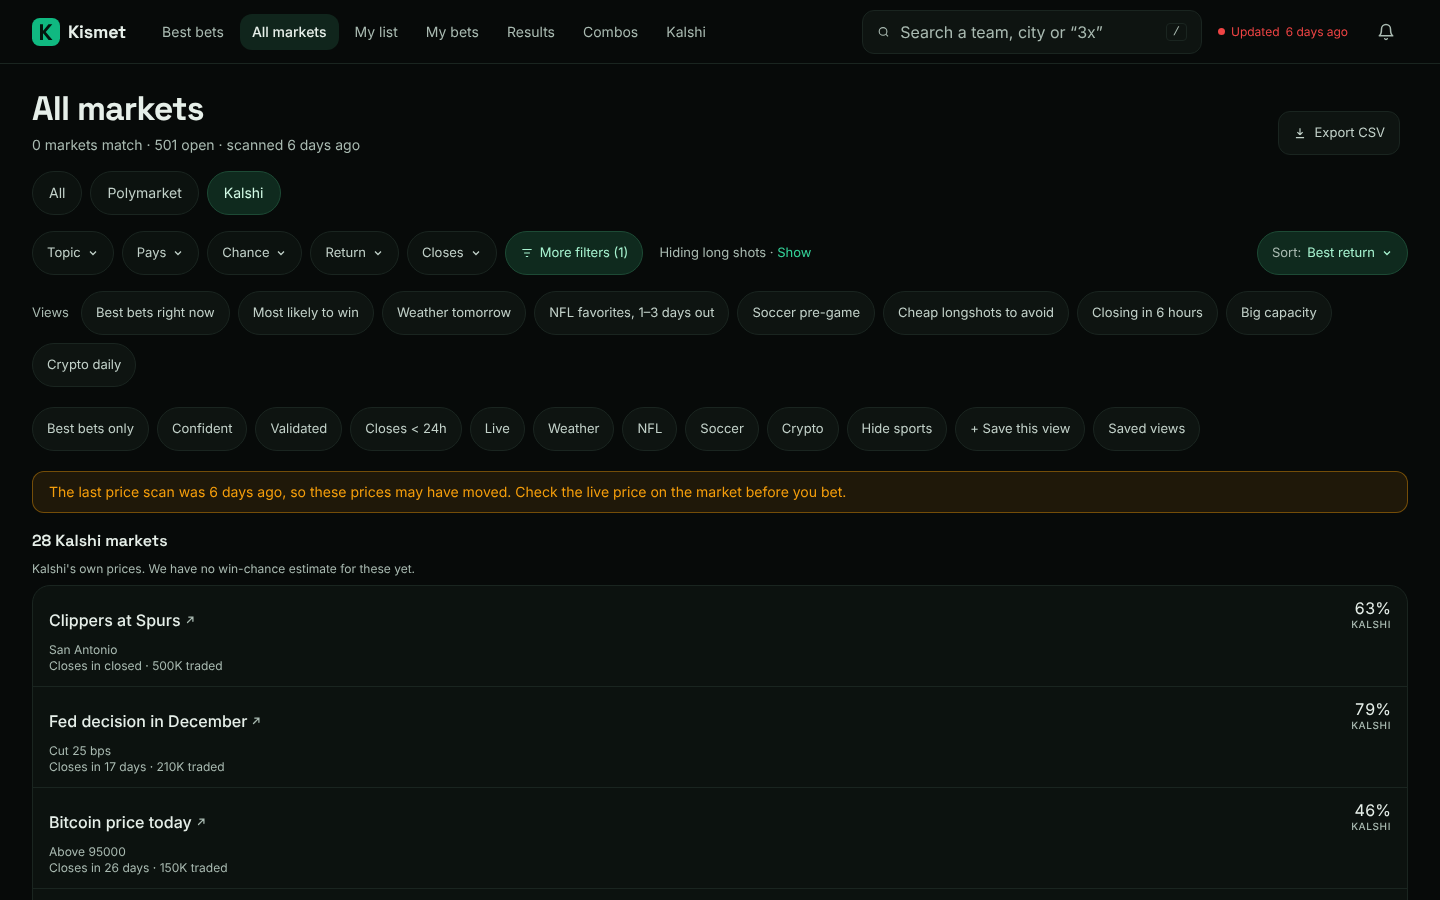 K Kismet Best bets All markets My list My bets Results Combos Kalshi Search a team, city or “3x” / Updated 6 days ago
All markets
0 markets match · 501 open · scanned 6 days ago
Export CSV
All Polymarket Kalshi
Topic Pays Chance Return Closes More filters (1) Hiding long shots · Show Sort: Best return
Views Best bets right now Most likely to win Weather tomorrow NFL favorites, 1–3 days out Soccer pre-game Cheap longshots to avoid Closing in 6 hours Big capacity
Crypto daily
Best bets only Confident Validated Closes < 24h Live Weather NFL Soccer Crypto Hide sports + Save this view Saved views
The last price scan was 6 days ago, so these prices may have moved. Check the live price on the market before you bet.
28 Kalshi markets
Kalshi's own prices. We have no win-chance estimate for these yet.
Clippers at Spurs ↗ 63%
KALSHI
San Antonio
Closes in closed · 500K traded
Fed decision in December ↗ 79%
KALSHI
Cut 25 bps
Closes in 17 days · 210K traded
Bitcoin price today ↗ 46%
KALSHI
Above 95000
Closes in 26 days · 150K traded